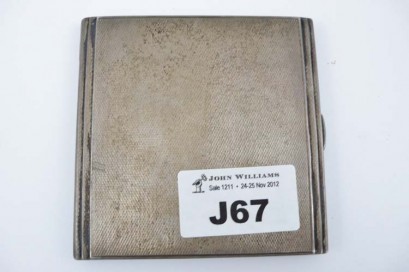 JOHN WILLIAMS
Sale 1211 • 24-25 Nov 2012
J67